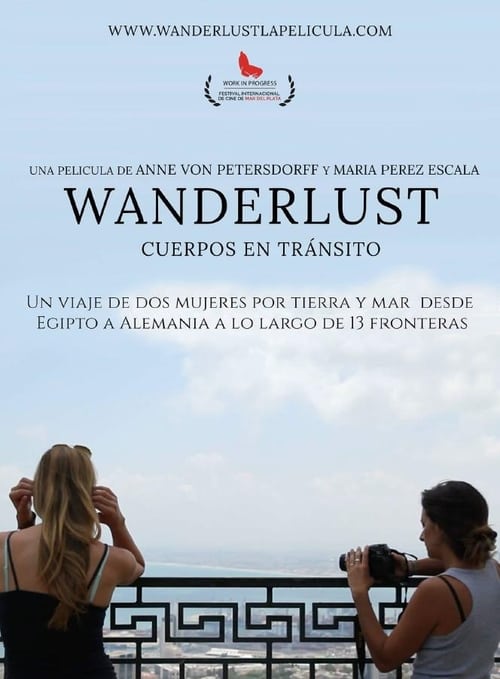 WWW.WANDERLUSTLAPELICULA.COM
WORK IN PROGRESS
FESTIVAL INTERNACIONAL
DE CINE DE MAR DEL PLATA
UNA PELICULA DE ANNE VON PETERSDORFF Y MARIA PEREZ ESCALA
WANDERLUST
CUERPOS EN TRÁNSITO
UN VIAJE DE DOS MUJERES POR TIERRA Y MAR DESDE
EGIPTO A ALEMANIA A LO LARGO DE 13 FRONTERAS